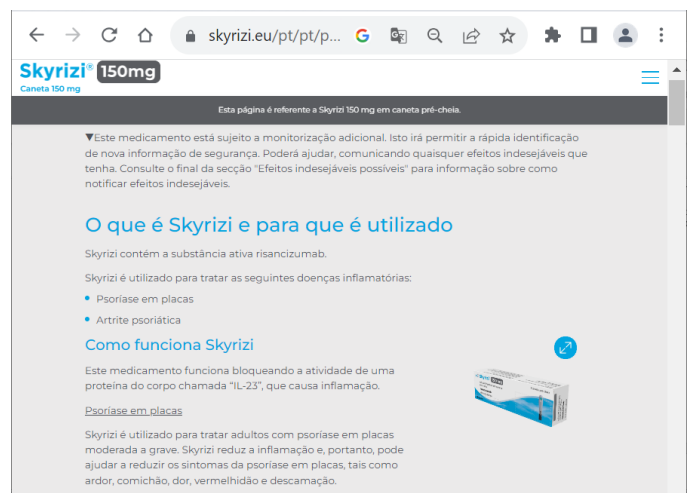 skyrizi.eu/pt/pt/p...
Skyrizi® 150mg
Caneta 150 mg
Esta página é referente a Skyrizi 150 mg em caneta pré-cheia.
▼Este medicamento está sujeito a monitorização adicional. Isto irá permitir a rápida identificação
de nova informação de segurança. Poderá ajudar, comunicando quaisquer efeitos indesejáveis que
tenha. Consulte o final da secção "Efeitos indesejáveis possíveis" para informação sobre como
notificar efeitos indesejáveis.
O que é Skyrizi e para que é utilizado
Skyrizi contém a substância ativa risancizumab.
Skyrizi é utilizado para tratar as seguintes doenças inflamatórias:
• Psoríase em placas
• Artrite psoriática
Como funciona Skyrizi
Este medicamento funciona bloqueando a atividade de uma
proteína do corpo chamada “IL-23”, que causa inflamação.
Psoríase em placas
Skyrizi é utilizado para tratar adultos com psoríase em placas
moderada a grave. Skyrizi reduz a inflamação e, portanto, pode
ajudar a reduzir os sintomas da psoríase em placas, tais como
ardor, comichão, dor, vermelhidão e descamação.
Skyrizi 150mg